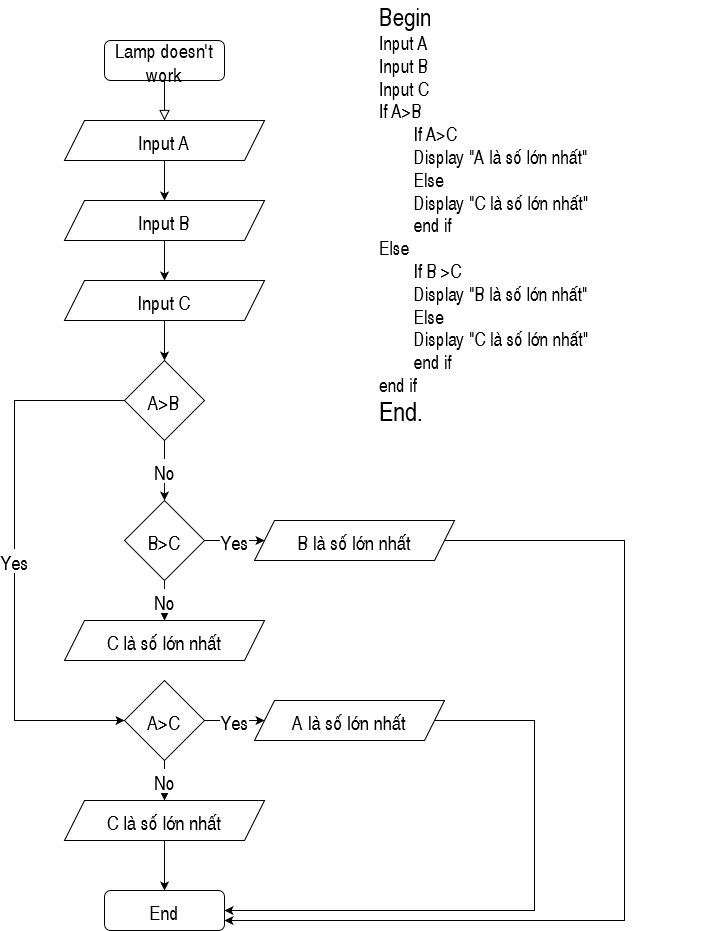 Lamp doesn't
work
Input A
Input B
Input C
A>B
No
B>C
Yes
B là số lớn nhất
Yes
No
C là số lớn nhất
A>C
Yes
A là số lớn nhất
No
C là số lớn nhất
End
Begin
Input A
Input B
Input C
If A>B
If A>C
Display "A là số lớn nhất"
Else
Display "C là số lớn nhất"
end if
Else
If B >C
Display "B là số lớn nhất"
Else
Display "C là số lớn nhất"
end if
end if
End.